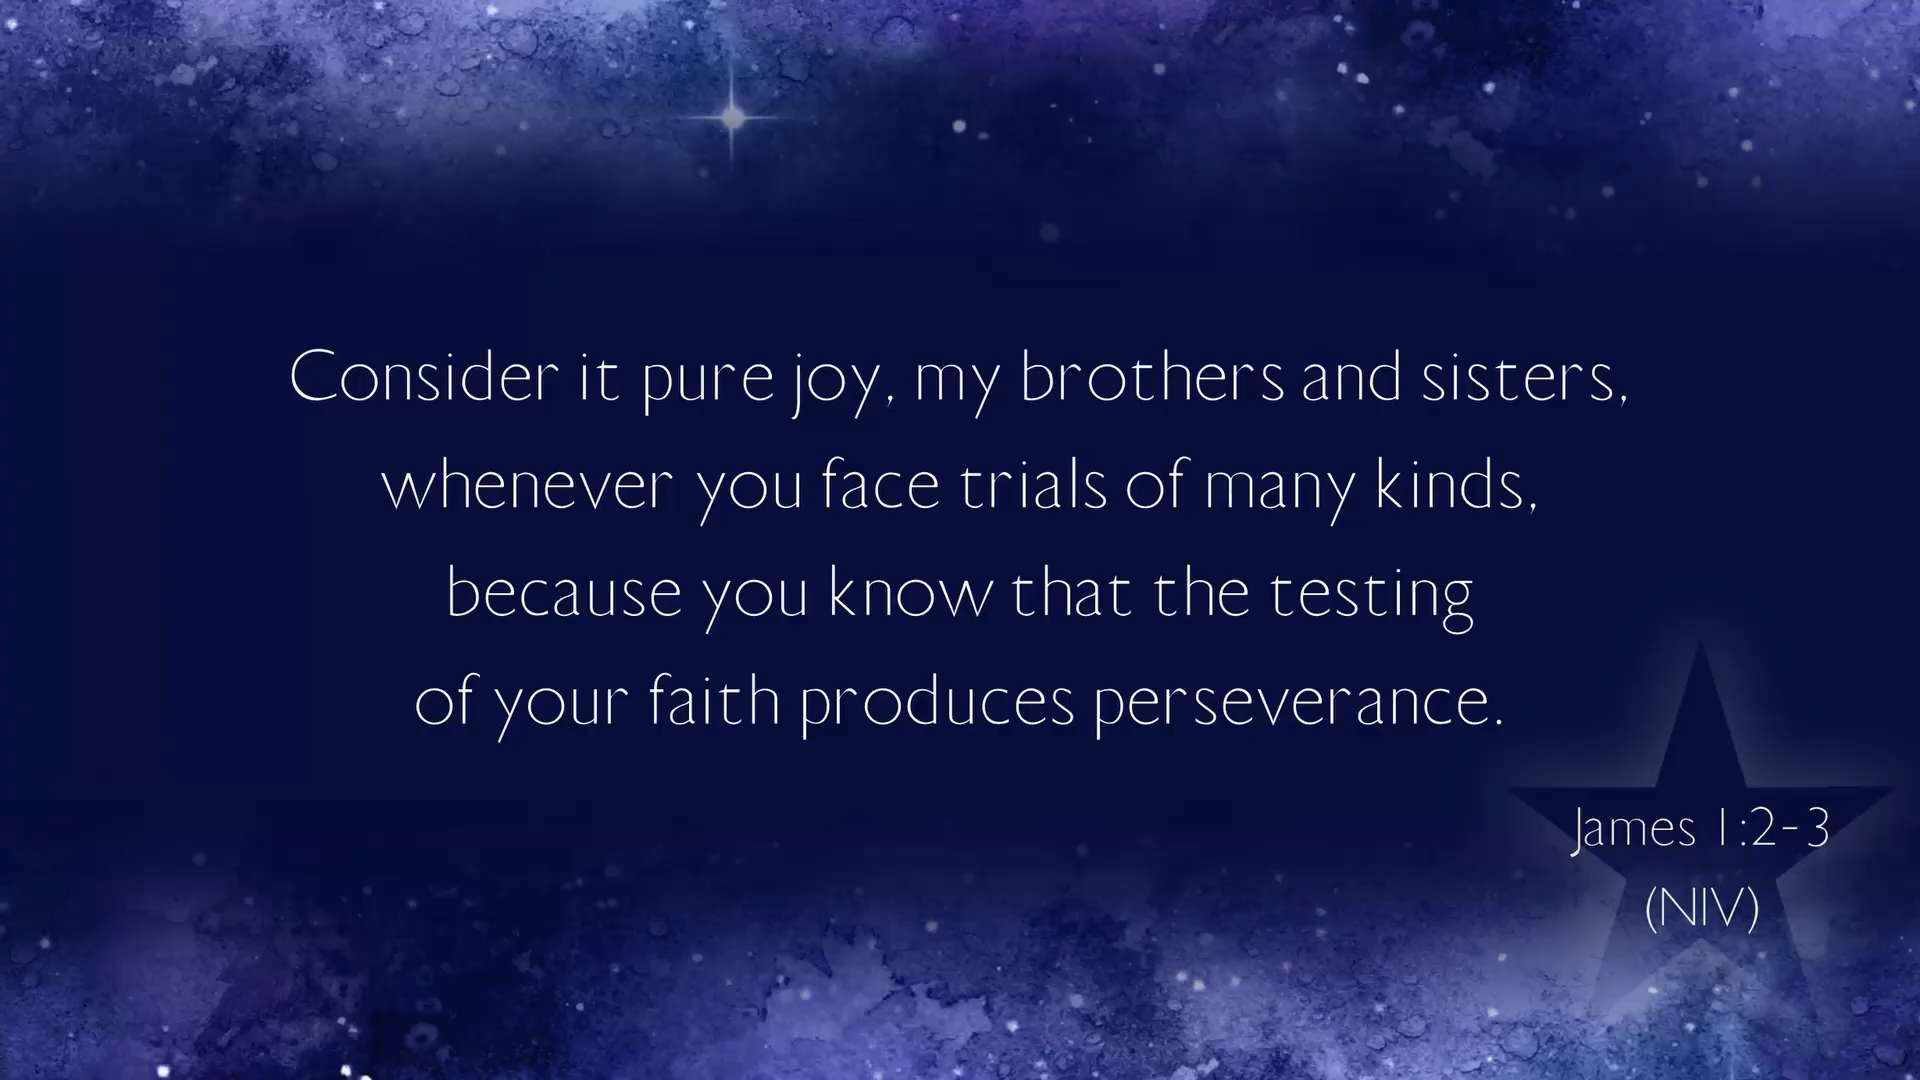 Consider it pure joy, my brothers and sisters,
whenever you face trials of many kinds,
because you know that the testing
of your faith produces perseverance.
James 1:2-3
(NIV)